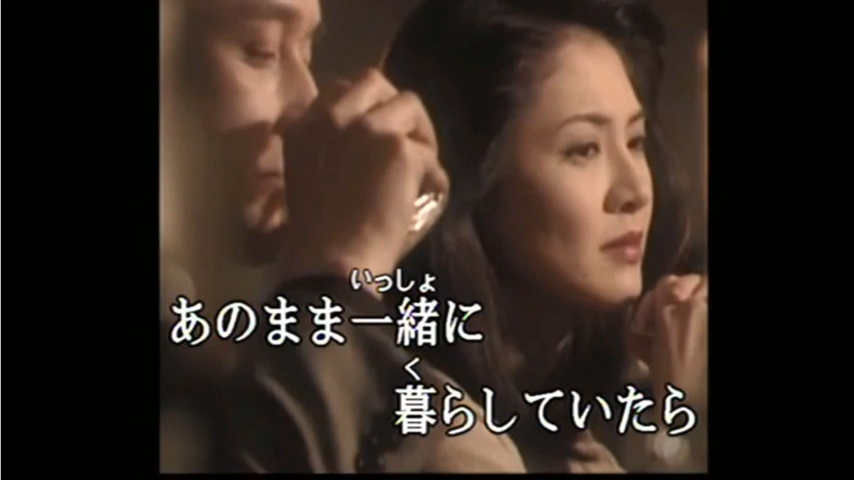 いっしょ
あのまま一緒に
く
暮らしていたら